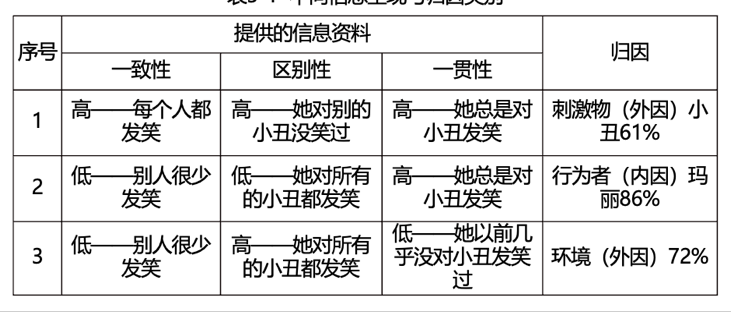 提供的信息资料
序号
归因
一致性
区别性
一贯性
1
高——每个人都
发笑
高——她对别的
小丑没笑过
高——她总是对
小丑发笑
刺激物（外因）小
丑61%
2
低——别人很少
发笑
低——她对所有
的小丑都发笑
高——她总是对
小丑发笑
行为者（内因）玛
丽86%
3
低——别人很少
发笑
高——她对所有
的小丑都发笑
低——她以前几
乎没对小丑发笑
过
环境（外因）72%